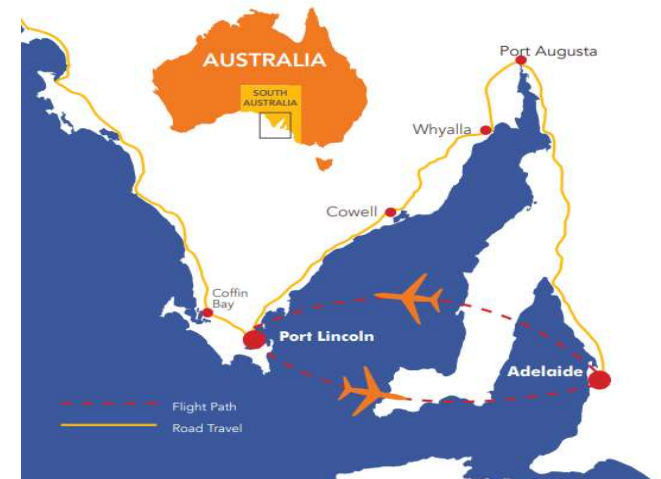 AUSTRALIA
SOUTH
AUSTRALIA
Port Augusta
Whyalla
Cowell
Coffin
Bay
Port Lincoln
Adelaide
Flight Path
Road Travel